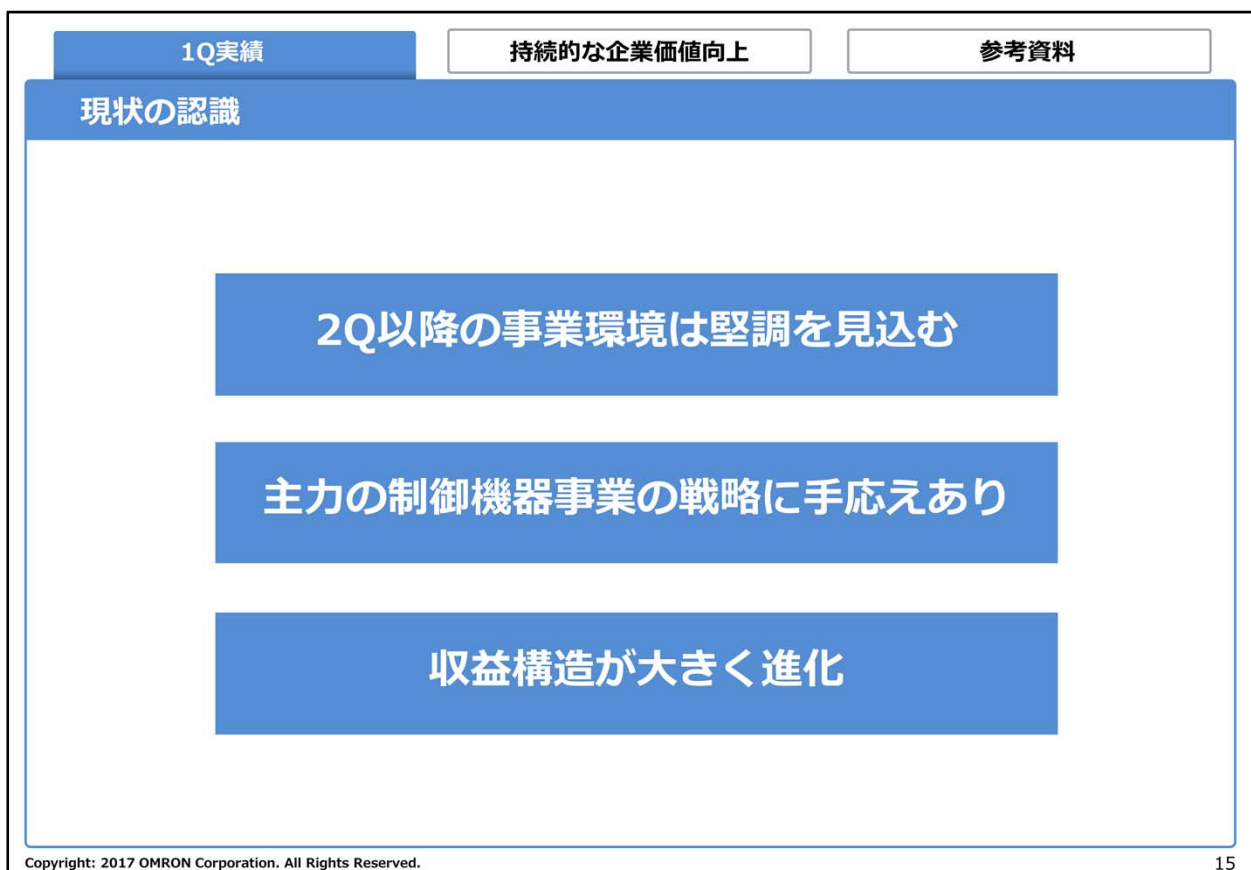 1Q実績
持続的な企業価値向上
参考資料
現状の認識
2Q以降の事業環境は堅調を見込む
主力の制御機器事業の戦略に手応えあり
収益構造が大きく進化
Copyright: 2017 OMRON Corporation. All Rights Reserved.
15